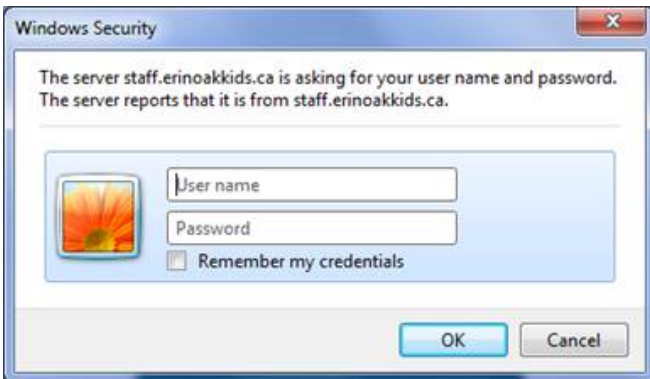 Windows Security
The server staff.erinoakkids.ca is asking for your user name and password.
The server reports that it is from staff.erinoakkids.ca.
User name
Password
Remember my credentials
OK
Cancel